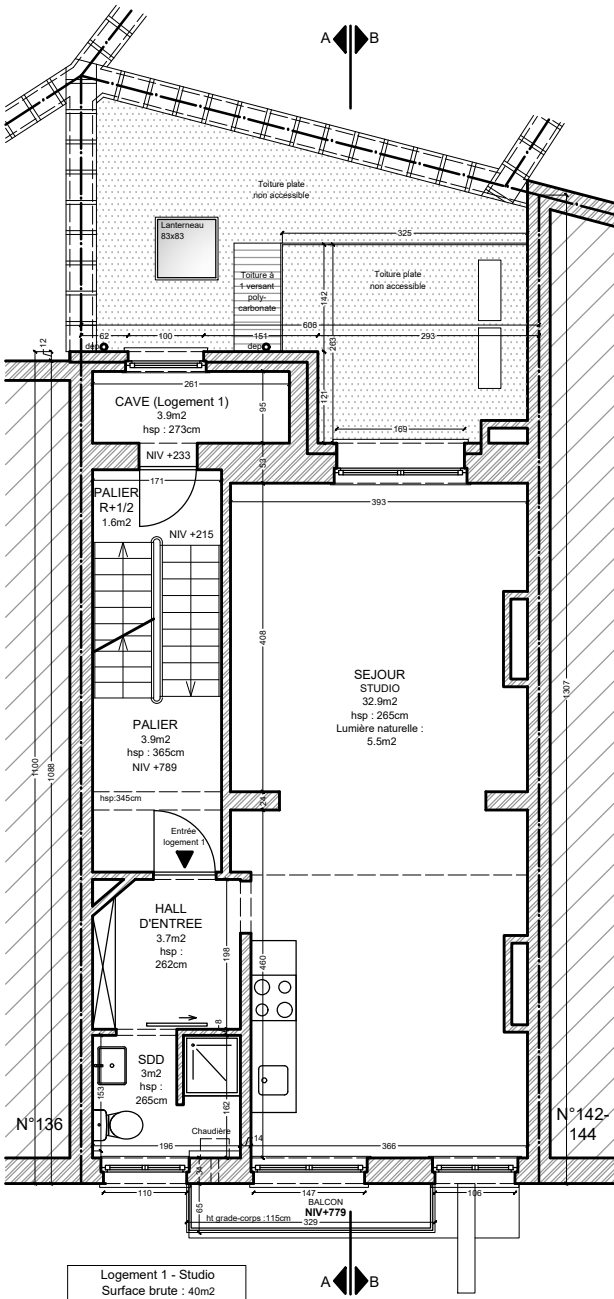 A B
Toiture plate
non accessible
Lanterneau
83x83
325
Toiture à
1 versant
poly-
carbonate
Toiture plate
non accessible
142
263
606
62
100
151
293
dep
dep
12
121
261
CAVE (Logement 1)
3.9m2
hsp : 273cm
95
169
NIV +233
53
171
393
PALIER
R+1/2
1.6m2
NIV +215
408
SEJOUR
STUDIO
32.9m2
hsp : 265cm
Lumière naturelle :
5.5m2
1307
PALIER
3.9m2
hsp : 365cm
NIV +789
1100
1088
hsp:345cm
24
Entrée
logement 1
HALL
D'ENTREE
3.7m2
hsp :
262cm
198
460
8
SDD
3m2
hsp :
265cm
153
162
N°136
N°142-
144
Chaudière
196
14
366
34
110
147
106
BALCON
NIV+779
65
ht grade-corps :115cm
329
A B
Logement 1 - Studio
Surface brute : 40m2